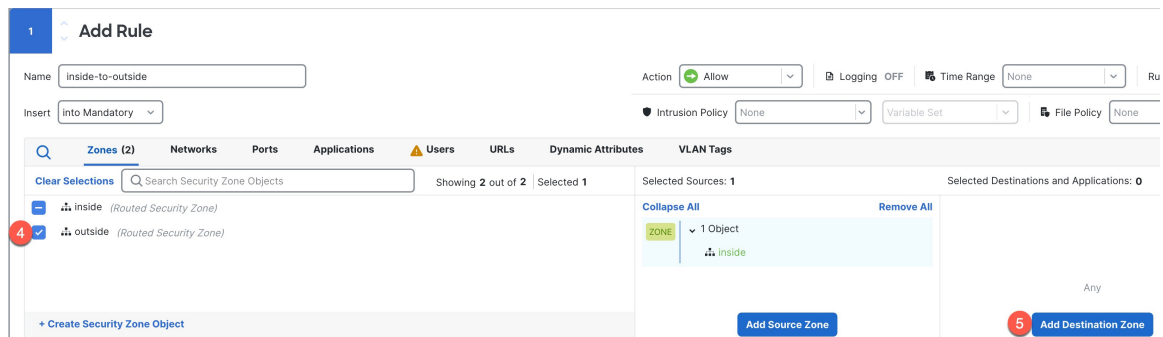 1 Add Rule
Name inside-to-outside Action Allow Logging OFF Time Range None Ru
Insert into Mandatory Intrusion Policy None Variable Set File Policy None
Zones (2) Networks Ports Applications Users URLs Dynamic Attributes VLAN Tags
Clear Selections Search Security Zone Objects Showing 2 out of 2 Selected 1 Selected Sources: 1 Selected Destinations and Applications: 0
inside (Routed Security Zone) Collapse All Remove All
4 outside (Routed Security Zone) ZONE 1 Object
inside
Any
+ Create Security Zone Object Add Source Zone 5 Add Destination Zone